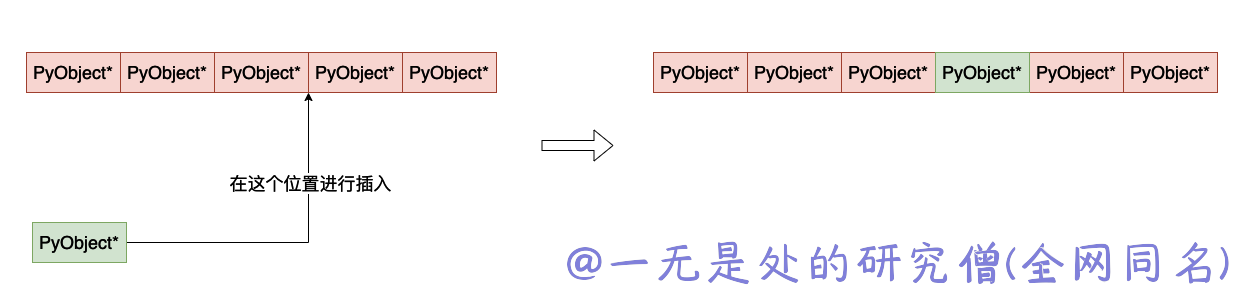 PyObject* PyObject* PyObject* PyObject* PyObject*
PyObject* PyObject* PyObject* PyObject* PyObject* PyObject*
在这个位置进行插入
PyObject*
@一无是处的研究僧(全网同名)